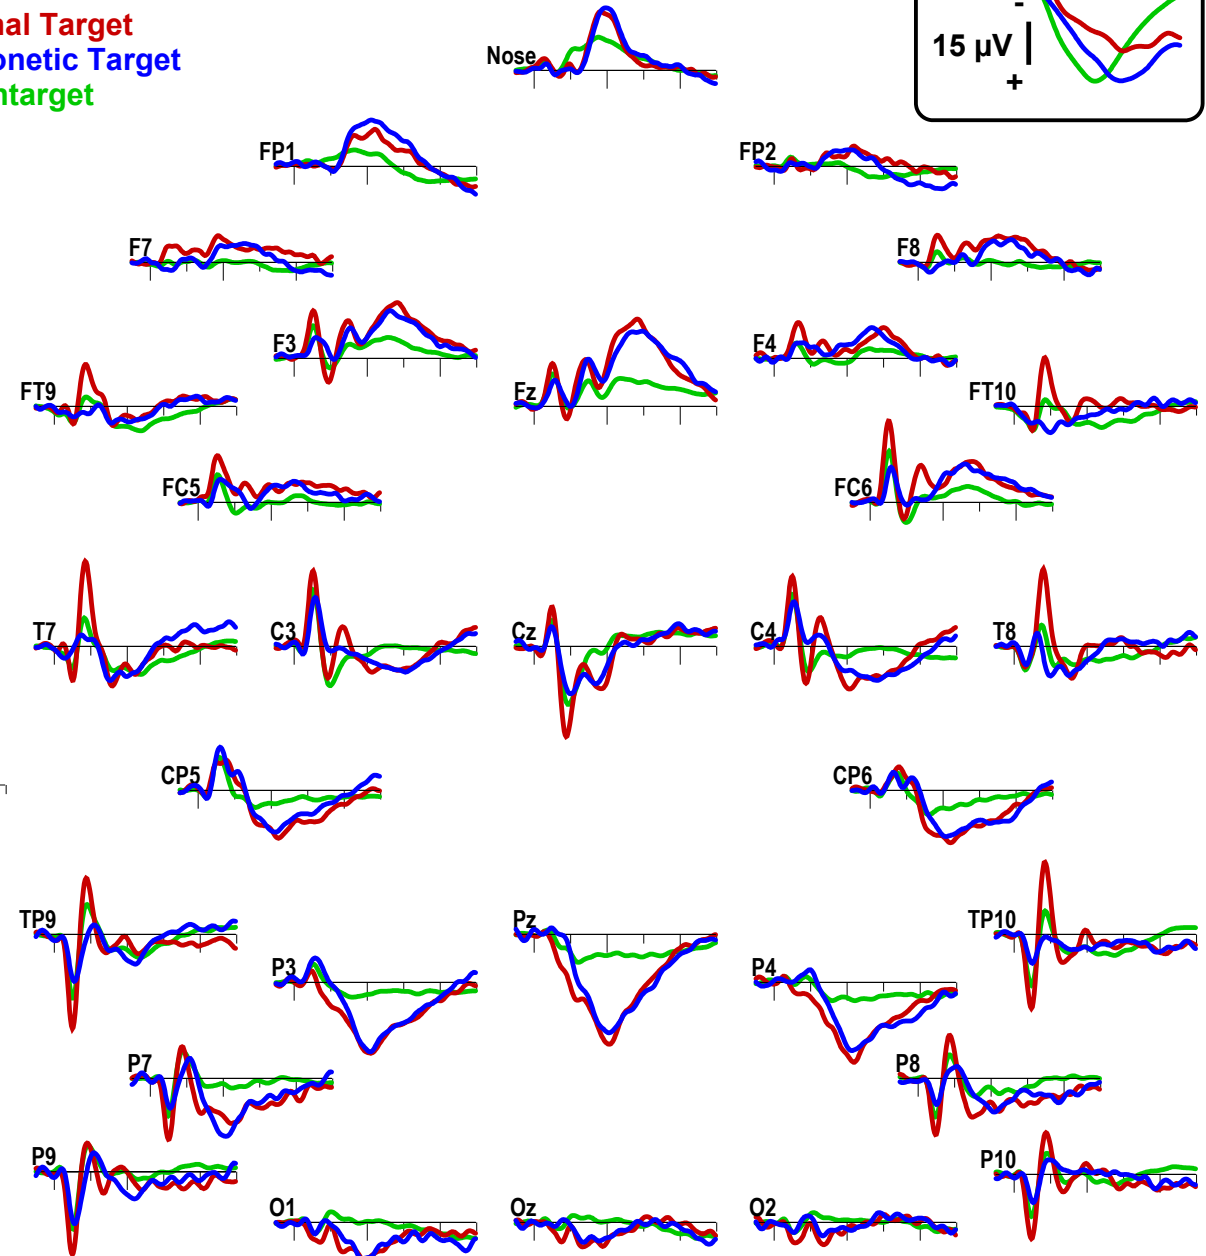 nal Target
onetic Target
ntarget
-
15 µV
+
Nose
FP1
FP2
F7
F8
F3
Fz
F4
FT9
FT10
FC5
FC6
T7
C3
Cz
C4
T8
CP5
CP6
TP9
Pz
TP10
P3
P4
P7
P8
P9
P10
O1
Oz
O2